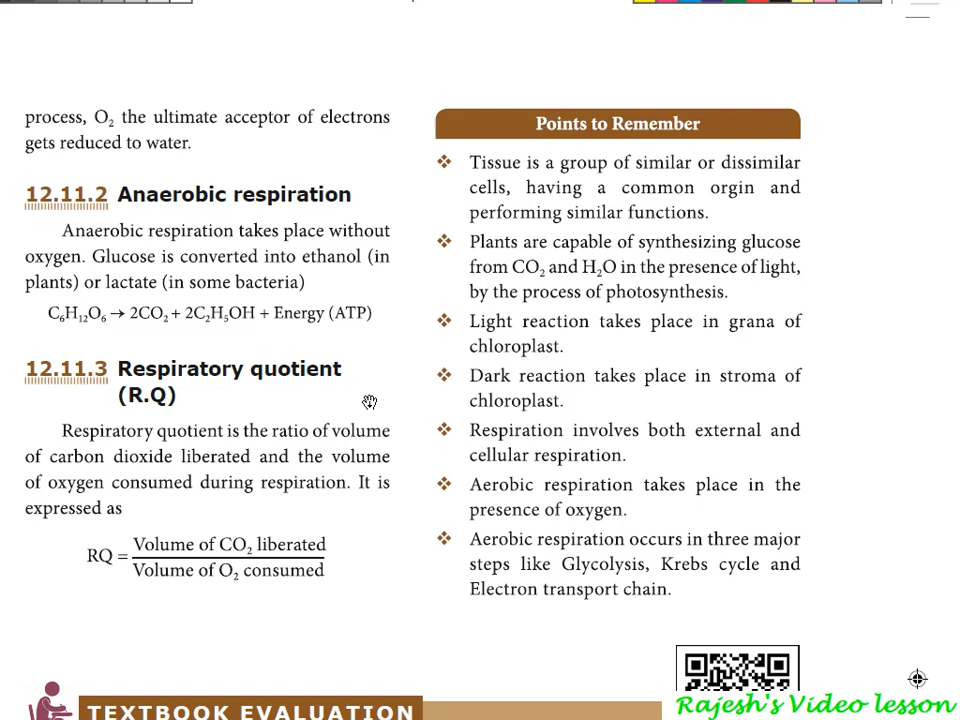 process, O₂ the ultimate acceptor of electrons
gets reduced to water.
12.11.2 Anaerobic respiration
Anaerobic respiration takes place without
oxygen. Glucose is converted into ethanol (in
plants) or lactate (in some bacteria)
C₆H₁₂O₆ → 2CO₂ + 2C₂H₅OH + Energy (ATP)
12.11.3 Respiratory quotient
(R.Q)
Respiratory quotient is the ratio of volume
of carbon dioxide liberated and the volume
of oxygen consumed during respiration. It is
expressed as
RQ = Volume of CO₂ liberated
Volume of O₂ consumed
Points to Remember
❖ Tissue is a group of similar or dissimilar
cells, having a common orgin and
performing similar functions.
❖ Plants are capable of synthesizing glucose
from CO₂ and H₂O in the presence of light,
by the process of photosynthesis.
❖ Light reaction takes place in grana of
chloroplast.
❖ Dark reaction takes place in stroma of
chloroplast.
❖ Respiration involves both external and
cellular respiration.
❖ Aerobic respiration takes place in the
presence of oxygen.
❖ Aerobic respiration occurs in three major
steps like Glycolysis, Krebs cycle and
Electron transport chain.
TEXTBOOK EVALUATION
Rajesh's Video lesson